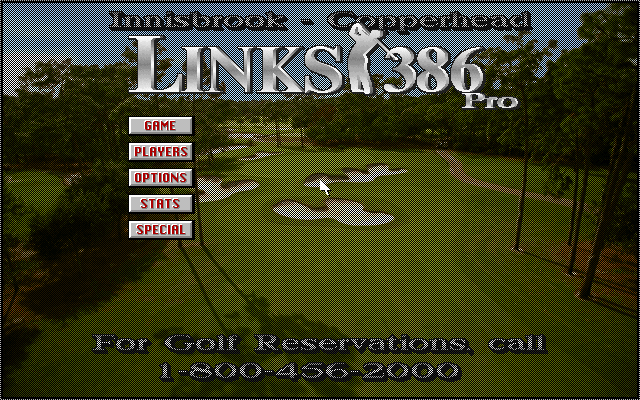 Innisbrook - Copperhead
LINKS 386
Pro
GAME
PLAYERS
OPTIONS
STATS
SPECIAL
For Golf Reservations, call
1-800-456-2000